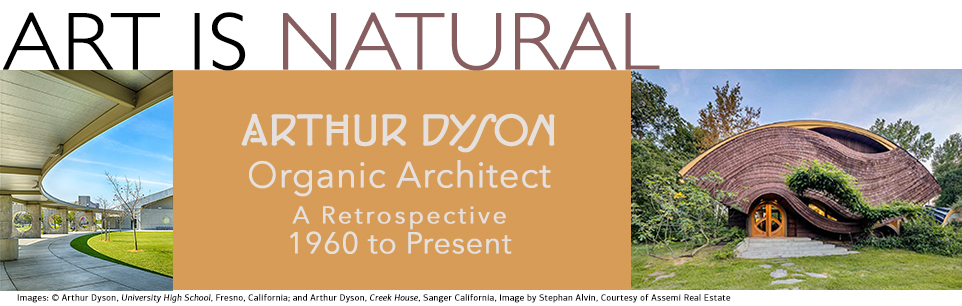 ART IS NATURAL
ARTHUR DYSON
Organic Architect
A Retrospective
1960 to Present
Images: © Arthur Dyson, University High School, Fresno, California; and Arthur Dyson, Creek House, Sanger California, Image by Stephan Alvin, Courtesy of Assemi Real Estate